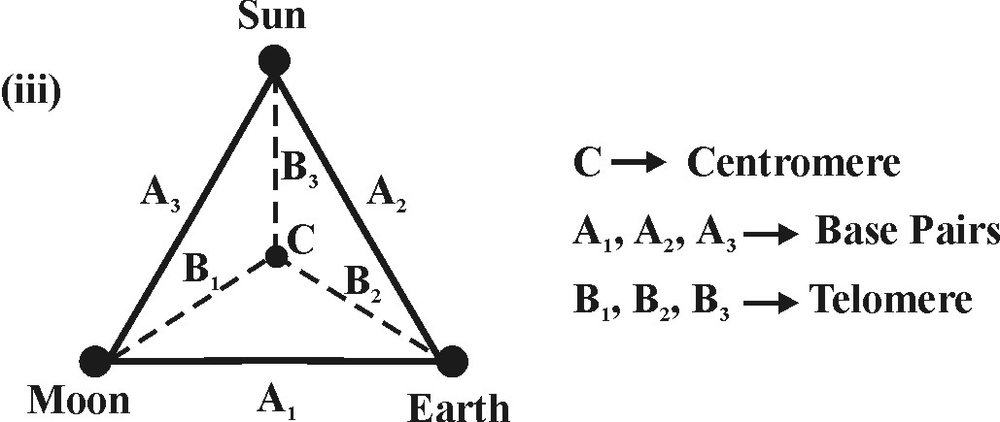 Sun
(iii)
B₃
A₃
A₂
C
B₁
B₂
Moon
A₁
Earth
C → Centromere
A₁, A₂, A₃ → Base Pairs
B₁, B₂, B₃ → Telomere